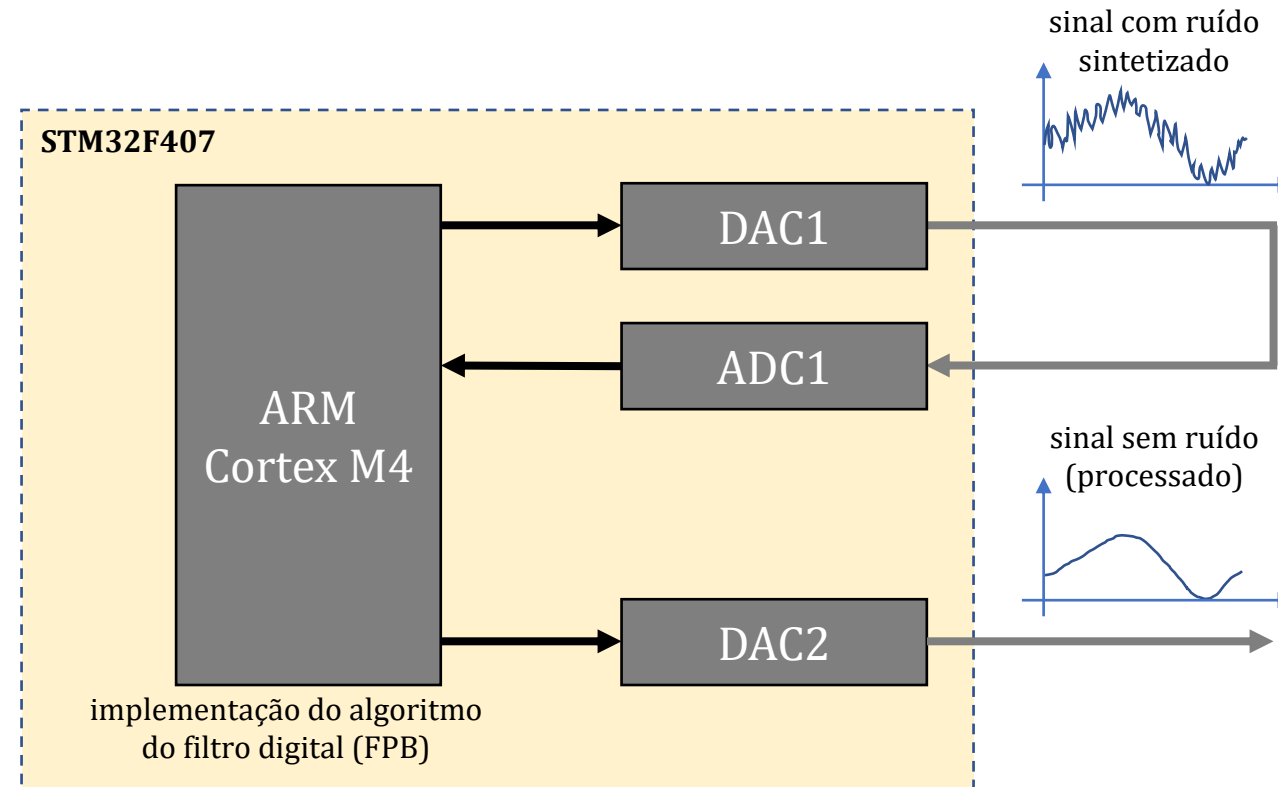 sinal com ruído
sintetizado
STM32F407
DAC1
ADC1
ARM
Cortex M4
sinal sem ruído
(processado)
DAC2
implementação do algoritmo
do filtro digital (FPB)